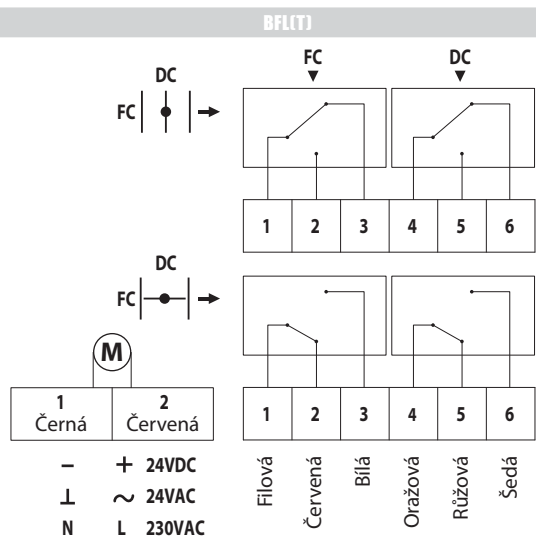 BFL(T)
FC DC
DC
FC
1 2 3 4 5 6
DC
FC
M
1 2
Černá Červená
1 2 3 4 5 6
Filová Červená Bílá Oražová Růžová Šedá
− + 24VDC
⊥ ~ 24VAC
N L 230VAC